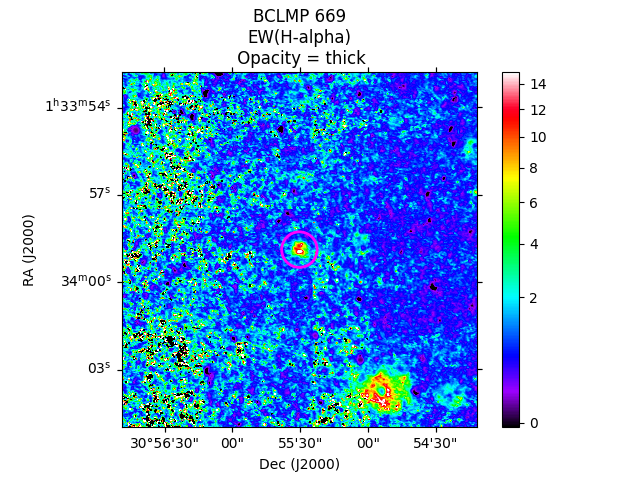 BCLMP 669
EW(H-alpha)
Opacity = thick
1ʰ33ᵐ54ˢ
57ˢ
34ᵐ00ˢ
03ˢ
RA (J2000)
30°56'30" 00" 55'30" 00" 54'30"
Dec (J2000)
14
12
10
8
6
4
2
0